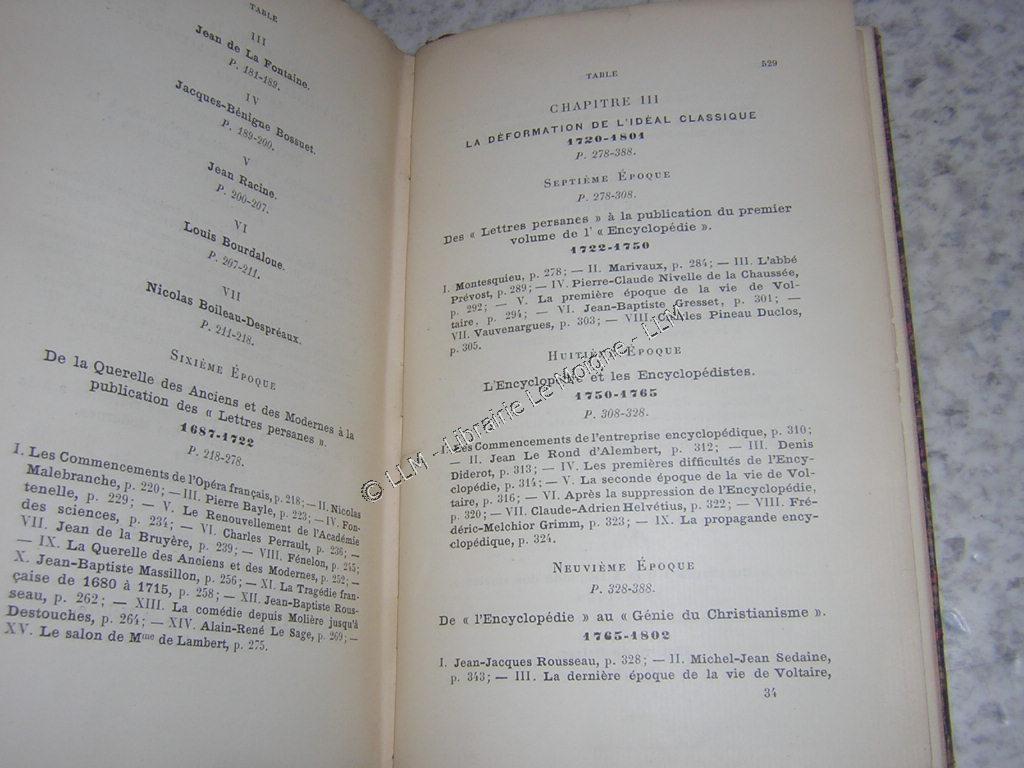 TABLE
III
Jean de La Fontaine.
P. 181-189.
IV
Jacques-Bénigne Bossuet.
P. 189-200.
V
Jean Racine.
P. 200-207.
VI
Louis Bourdaloue.
P. 207-211.
VII
Nicolas Boileau-Despréaux.
P. 211-218.
SIXIÈME ÉPOQUE
De la Querelle des Anciens et des Modernes à la
publication des « Lettres persanes ».
1687-1722
P. 218-278.
I. Les Commencements de l'Opéra français, p. 218; — II. Nicolas
Malebranche, p. 220; — III. Pierre Bayle, p. 223; — IV. Fon-
tenelle, p. 229; — V. Le Renouvellement de l'Académie
des sciences, p. 234; — VI. Charles Perrault, p. 236; —
VII. Jean de la Bruyère, p. 239; — VIII. Fénelon, p. 245;
— IX. La Querelle des Anciens et des Modernes, p. 252; —
X. Jean-Baptiste Massillon, p. 256; — XI. La Tragédie fran-
çaise de 1680 à 1715, p. 258; — XII. Jean-Baptiste Rous-
seau, p. 262; — XIII. La comédie depuis Molière jusqu'à
Destouches, p. 264; — XIV. Alain-René Le Sage, p. 269; —
XV. Le salon de Mme de Lambert, p. 275.
TABLE 529
CHAPITRE III
LA DÉFORMATION DE L'IDÉAL CLASSIQUE
1720-1801
P. 278-388.
SEPTIÈME ÉPOQUE
P. 278-308.
Des « Lettres persanes » à la publication du premier
volume de l' « Encyclopédie ».
1722-1750
I. Montesquieu, p. 278; — II. Marivaux, p. 284; — III. L'abbé
Prévost, p. 289; — IV. Pierre-Claude Nivelle de la Chaussée,
p. 292; — V. La première époque de la vie de Vol-
taire, p. 294; — VI. Jean-Baptiste Gresset, p. 301; —
VII. Vauvenargues, p. 303; — VIII. Charles Pineau Duclos,
p. 305.
HUITIÈME ÉPOQUE
L'Encyclopédie et les Encyclopédistes.
1750-1765
P. 308-328.
I. Les Commencements de l'entreprise encyclopédique, p. 310;
— II. Jean Le Rond d'Alembert, p. 312; — III. Denis
Diderot, p. 313; — IV. Les premières difficultés de l'Ency-
clopédie, p. 314; — V. La seconde époque de la vie de Vol-
taire, p. 316; — VI. Après la suppression de l'Encyclopédie,
p. 320; — VII. Claude-Adrien Helvétius, p. 322; — VIII. Fré-
déric-Melchior Grimm, p. 323; — IX. La propagande ency-
clopédique, p. 324.
NEUVIÈME ÉPOQUE
P. 328-388.
De « l'Encyclopédie » au « Génie du Christianisme ».
1765-1802
I. Jean-Jacques Rousseau, p. 328; — II. Michel-Jean Sedaine,
p. 343; — III. La dernière époque de la vie de Voltaire,
34
© LLM - Librairie Le Moigne - LLM